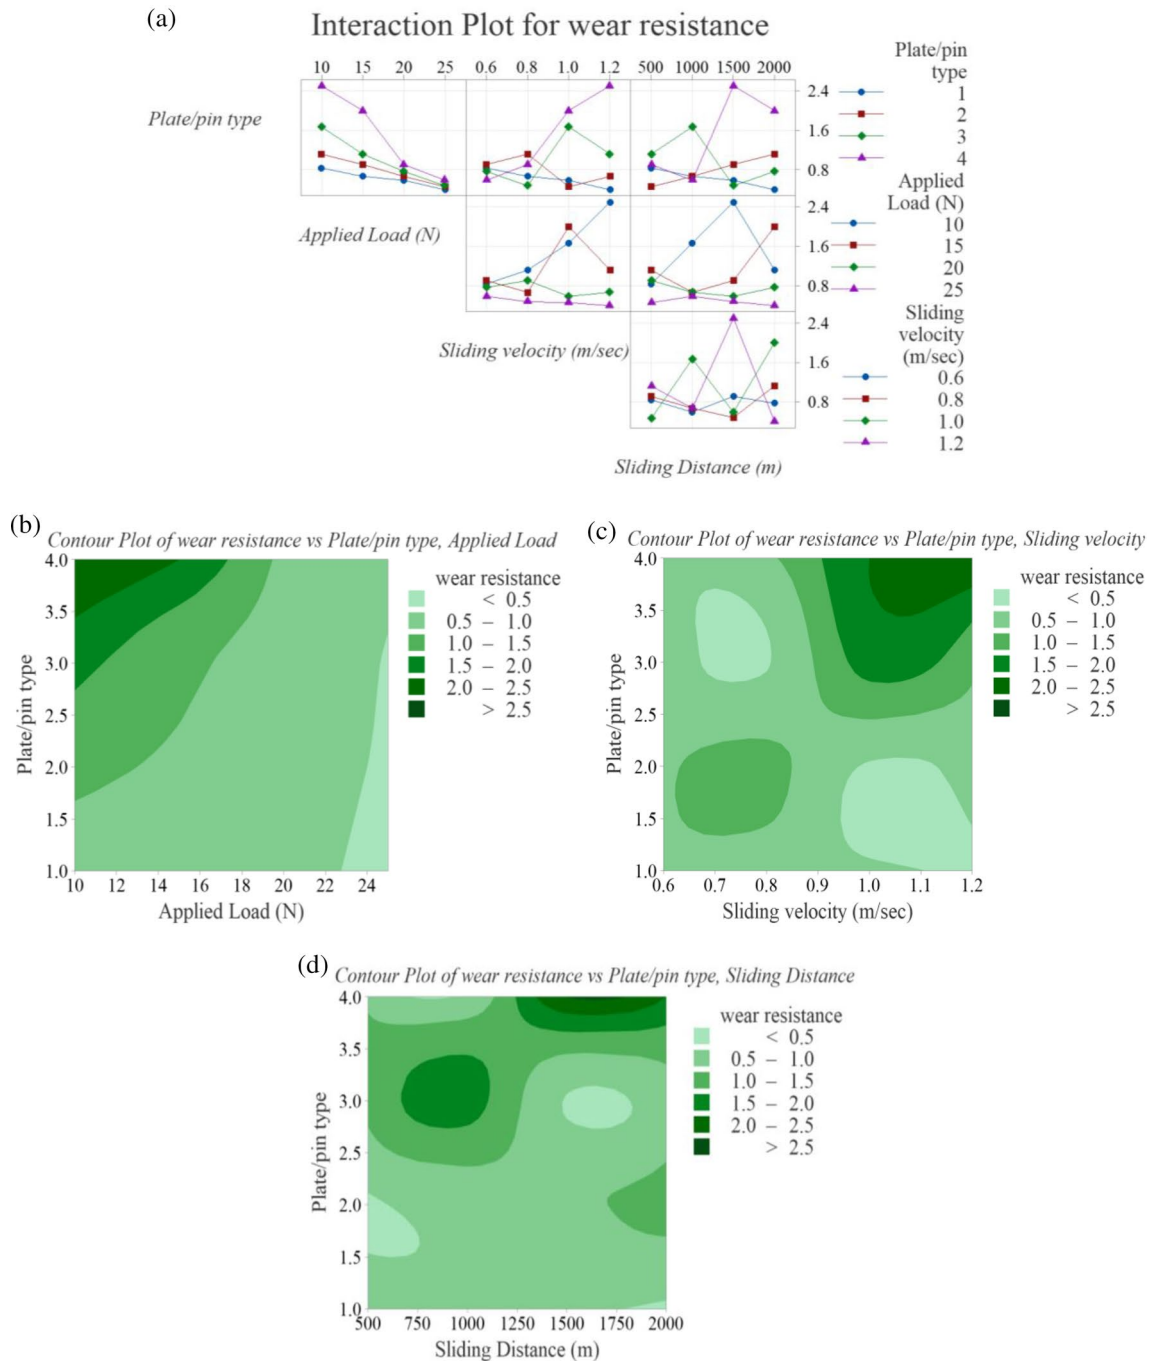 (a)
Interaction Plot for wear resistance
10 15 20 25 0.6 0.8 1.0 1.2 500 1000 1500 2000
Plate/pin type
2.4
1.6
0.8
Plate/pin
type
1
2
3
4
Applied Load (N)
2.4
1.6
0.8
Applied
Load (N)
10
15
20
25
Sliding velocity (m/sec)
2.4
1.6
0.8
Sliding
velocity
(m/sec)
0.6
0.8
1.0
1.2
Sliding Distance (m)
(b)
Contour Plot of wear resistance vs Plate/pin type, Applied Load
4.0
3.5
3.0
2.5
2.0
1.5
1.0
Plate/pin type
10 12 14 16 18 20 22 24
Applied Load (N)
wear resistance
< 0.5
0.5 – 1.0
1.0 – 1.5
1.5 – 2.0
2.0 – 2.5
> 2.5
(c)
Contour Plot of wear resistance vs Plate/pin type, Sliding velocity
4.0
3.5
3.0
2.5
2.0
1.5
1.0
Plate/pin type
0.6 0.7 0.8 0.9 1.0 1.1 1.2
Sliding velocity (m/sec)
wear resistance
< 0.5
0.5 – 1.0
1.0 – 1.5
1.5 – 2.0
2.0 – 2.5
> 2.5
(d)
Contour Plot of wear resistance vs Plate/pin type, Sliding Distance
4.0
3.5
3.0
2.5
2.0
1.5
1.0
Plate/pin type
500 750 1000 1250 1500 1750 2000
Sliding Distance (m)
wear resistance
< 0.5
0.5 – 1.0
1.0 – 1.5
1.5 – 2.0
2.0 – 2.5
> 2.5